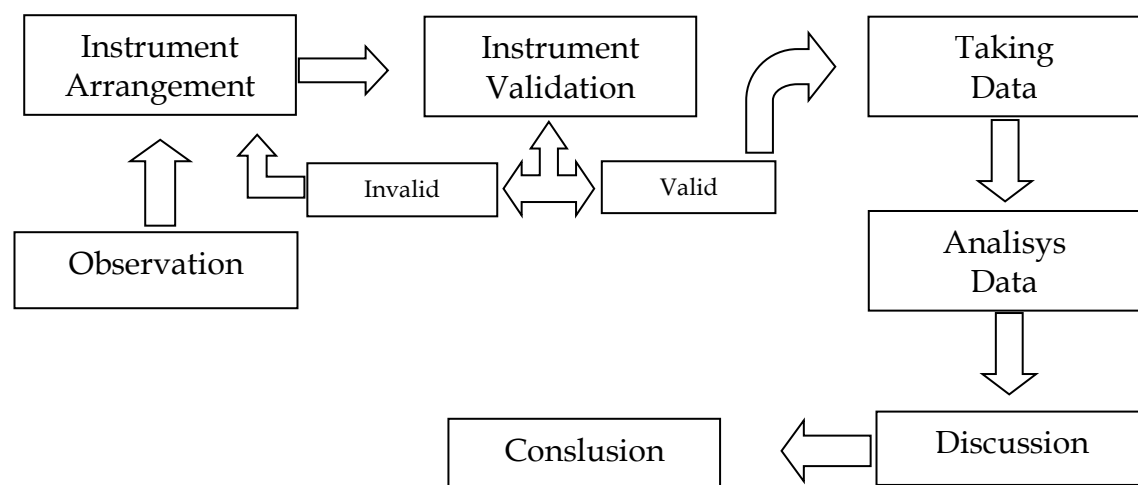 Instrument
Arrangement
Instrument
Validation
Taking
Data
Invalid
Valid
Observation
Analisys
Data
Conslusion
Discussion